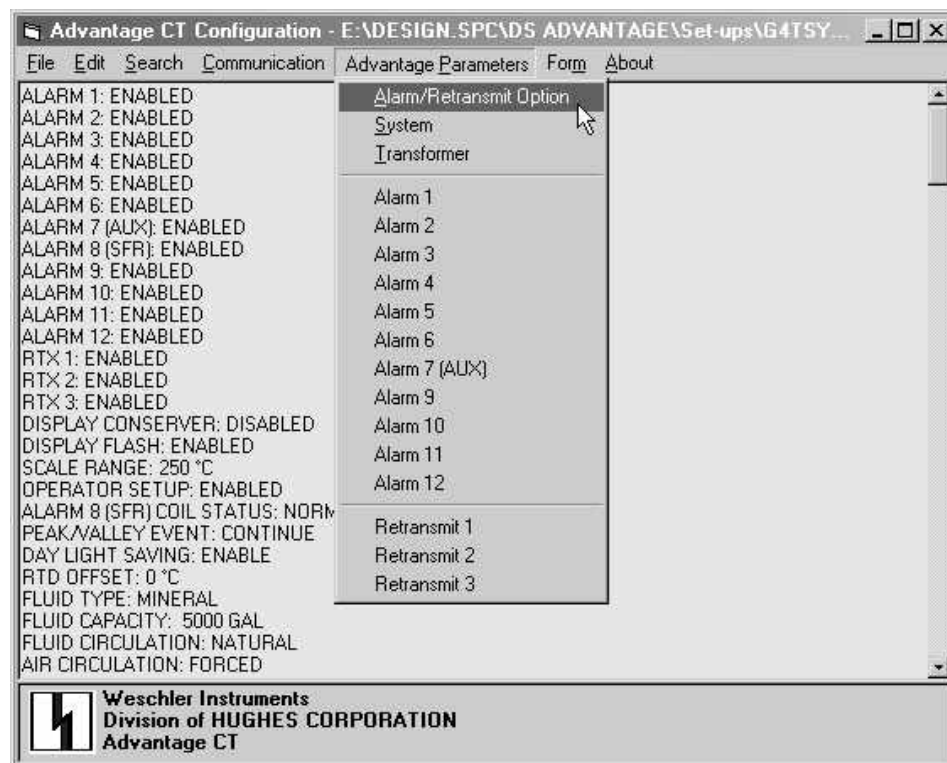 Advantage CT Configuration - E:\DESIGN.SPC\DS ADVANTAGE\Set-ups\G4TSY...
File Edit Search Communication Advantage Parameters Form About
ALARM 1: ENABLED
ALARM 2: ENABLED
ALARM 3: ENABLED
ALARM 4: ENABLED
ALARM 5: ENABLED
ALARM 6: ENABLED
ALARM 7 (AUX): ENABLED
ALARM 8 (SFR): ENABLED
ALARM 9: ENABLED
ALARM 10: ENABLED
ALARM 11: ENABLED
ALARM 12: ENABLED
RTX 1: ENABLED
RTX 2: ENABLED
RTX 3: ENABLED
DISPLAY CONSERVER: DISABLED
DISPLAY FLASH: ENABLED
SCALE RANGE: 250 °C
OPERATOR SETUP: ENABLED
ALARM 8 (SFR) COIL STATUS: NORM
PEAK/VALLEY EVENT: CONTINUE
DAY LIGHT SAVING: ENABLE
RTD OFFSET: 0 °C
FLUID TYPE: MINERAL
FLUID CAPACITY: 5000 GAL
FLUID CIRCULATION: NATURAL
AIR CIRCULATION: FORCED
Alarm/Retransmit Option
System
Transformer
Alarm 1
Alarm 2
Alarm 3
Alarm 4
Alarm 5
Alarm 6
Alarm 7 (AUX)
Alarm 9
Alarm 10
Alarm 11
Alarm 12
Retransmit 1
Retransmit 2
Retransmit 3
Weschler Instruments
Division of HUGHES CORPORATION
Advantage CT